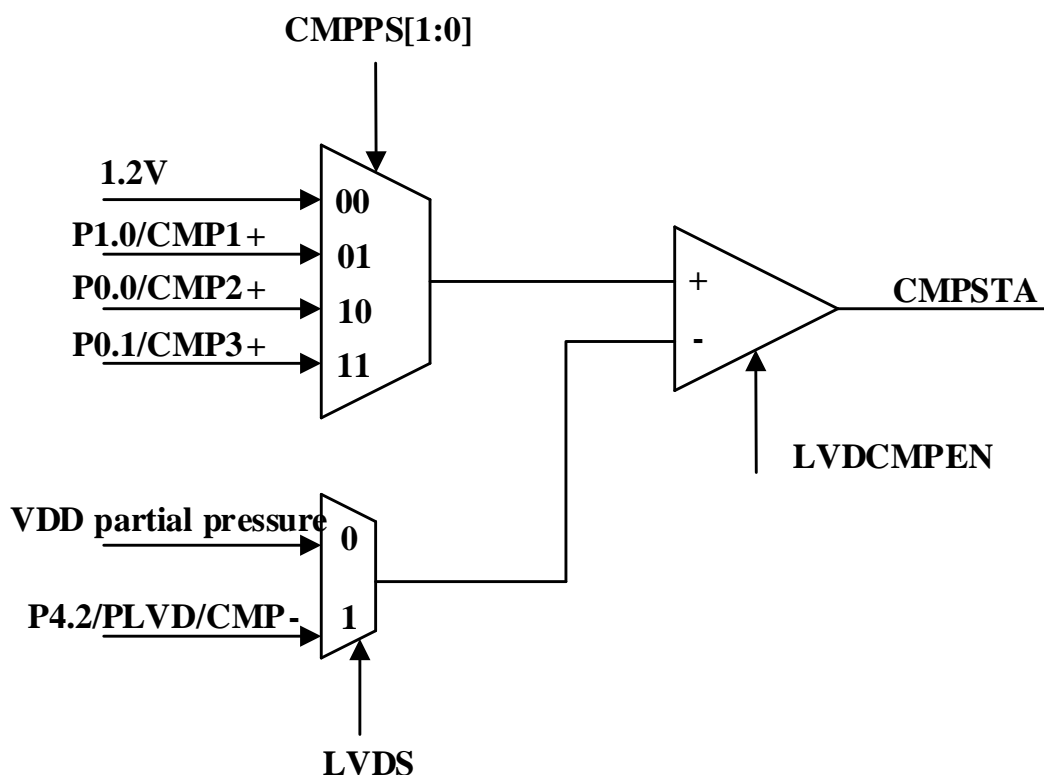 CMPPS[1:0]
1.2V
00
P1.0/CMP1+
01
P0.0/CMP2+
10
P0.1/CMP3+
11
+
-
CMPSTA
LVDCMPEN
VDD partial pressure
0
P4.2/PLVD/CMP-
1
LVDS